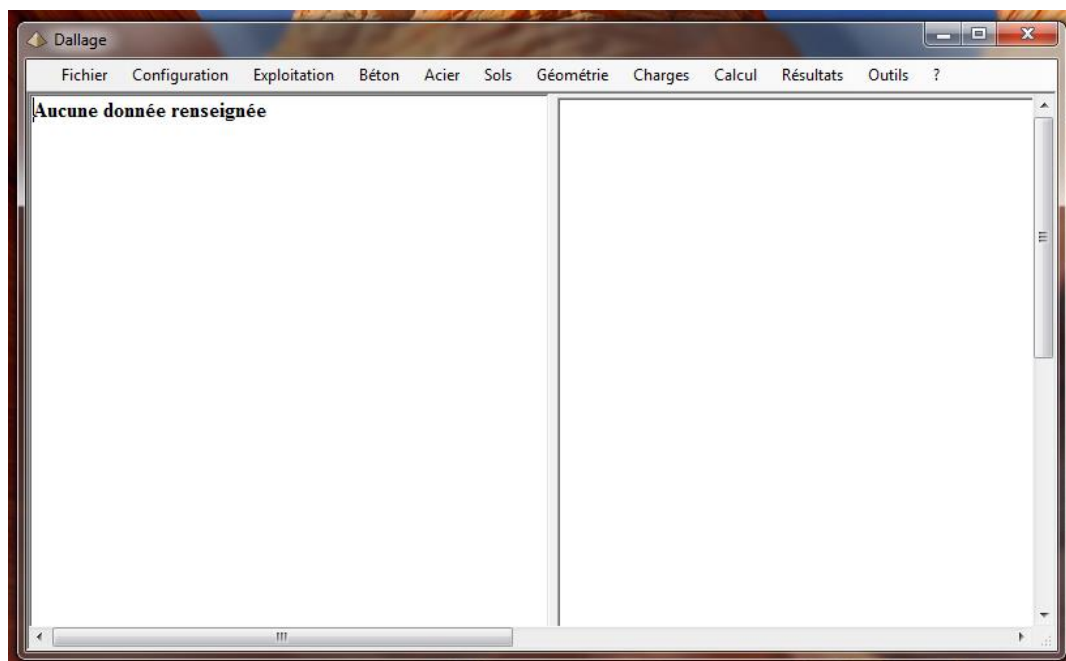 Dallage
Fichier Configuration Exploitation Béton Acier Sols Géométrie Charges Calcul Résultats Outils ?
Aucune donnée renseignée